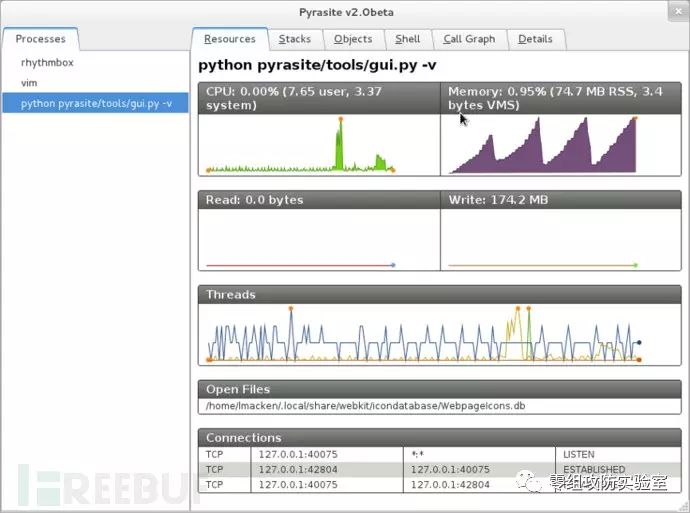 Pyrasite v2.0beta
Processes
rhythmbox
vim
python pyrasite/tools/gui.py -v
Resources
Stacks
Objects
Shell
Call Graph
Details
python pyrasite/tools/gui.py -v
CPU: 0.00% (7.65 user, 3.37
system)
Memory: 0.95% (74.7 MB RSS, 3.4
bytes VMS)
Read: 0.0 bytes
Write: 174.2 MB
Threads
Open Files
/home/lmacken/.local/share/webkit/icondatabase/WebpageIcons.db
Connections
TCP 127.0.0.1:40075 *:* LISTEN
TCP 127.0.0.1:42804 127.0.0.1:40075 ESTABLISHED
TCP 127.0.0.1:40075 127.0.0.1:42804
FREEBUF
零组攻防实验室